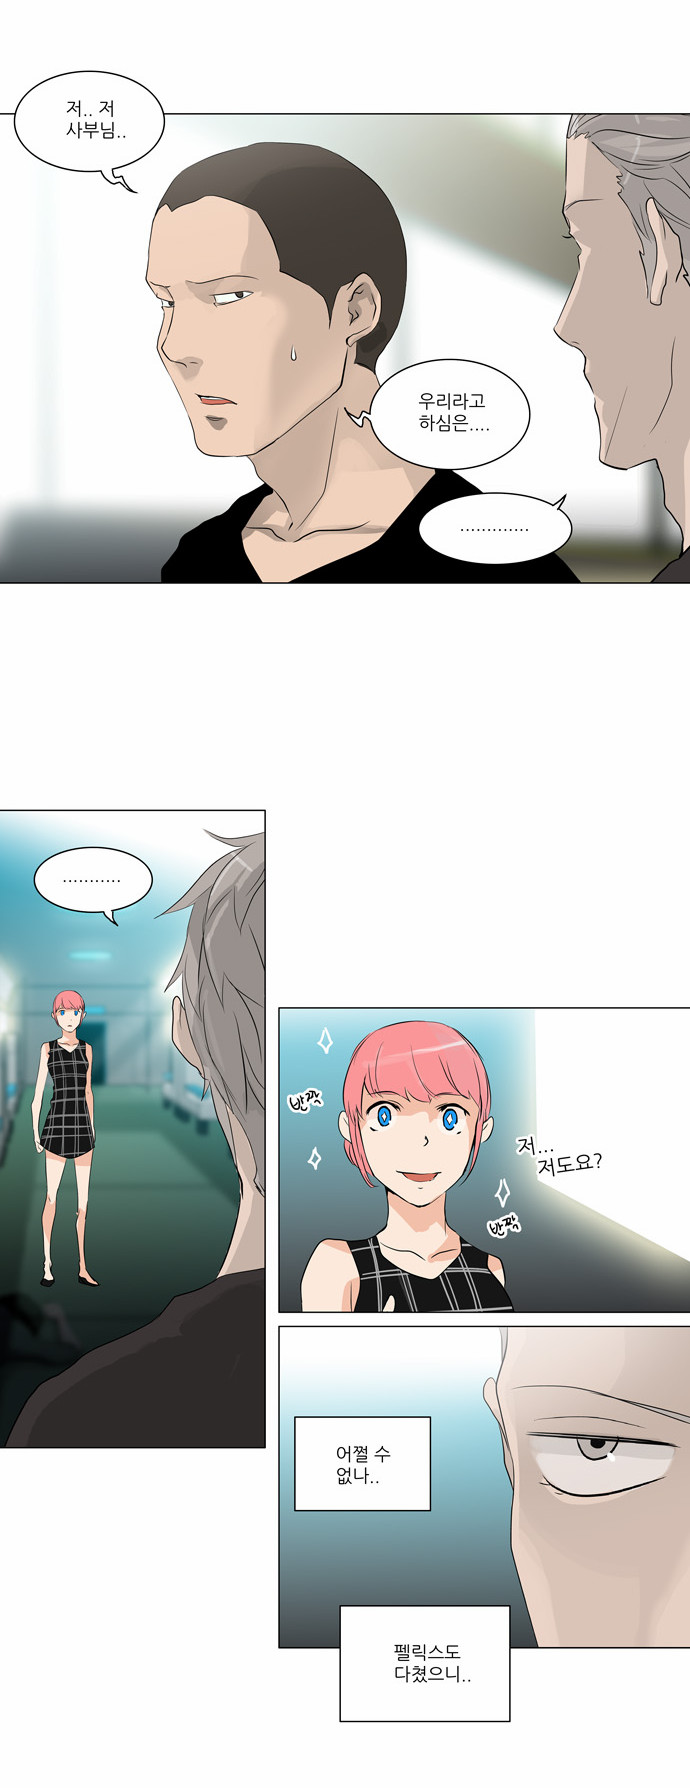 저.. 저
사부님..
우리라고
하심은....
.............
...........
반짝
저...
저도요?
반짝
어쩔 수
없나..
펠릭스도
다쳤으니..